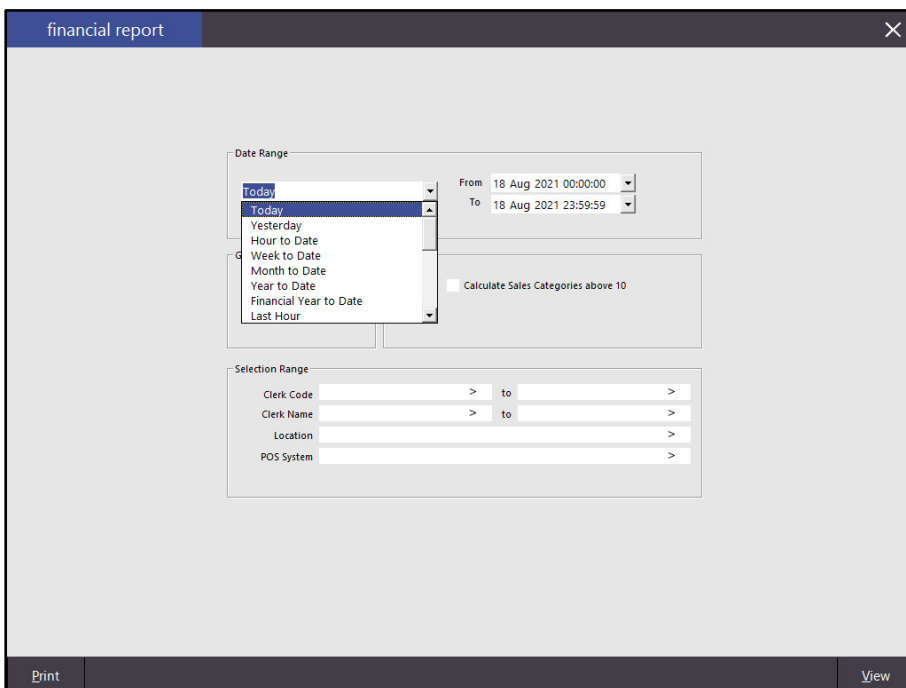 financial report
Date Range
Today
From 18 Aug 2021 00:00:00
To 18 Aug 2021 23:59:59
Today
Yesterday
Hour to Date
Week to Date
Month to Date
Year to Date
Financial Year to Date
Last Hour
G
Calculate Sales Categories above 10
Selection Range
Clerk Code > to >
Clerk Name > to >
Location >
POS System >
Print View